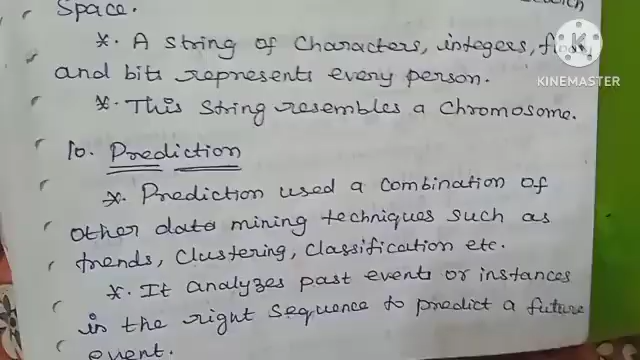 Space.
*. A string of characters, integers,
and bits represents every person.
*. This string resembles a chromosome.
10. Prediction
*. Prediction used a combination of
other data mining techniques such as
trends, clustering, classification etc.
*. It analyzes past events or instances
in the right sequence to predict a future
event.
K
KINEMASTER